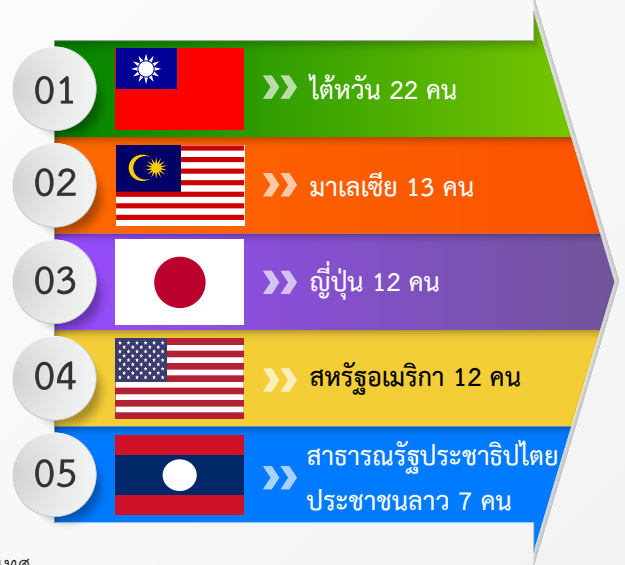 01
ไต้หวัน 22 คน
02
มาเลเซีย 13 คน
03
ญี่ปุ่น 12 คน
04
สหรัฐอเมริกา 12 คน
05
สาธารณรัฐประชาธิปไตย
ประชาชนลาว 7 คน